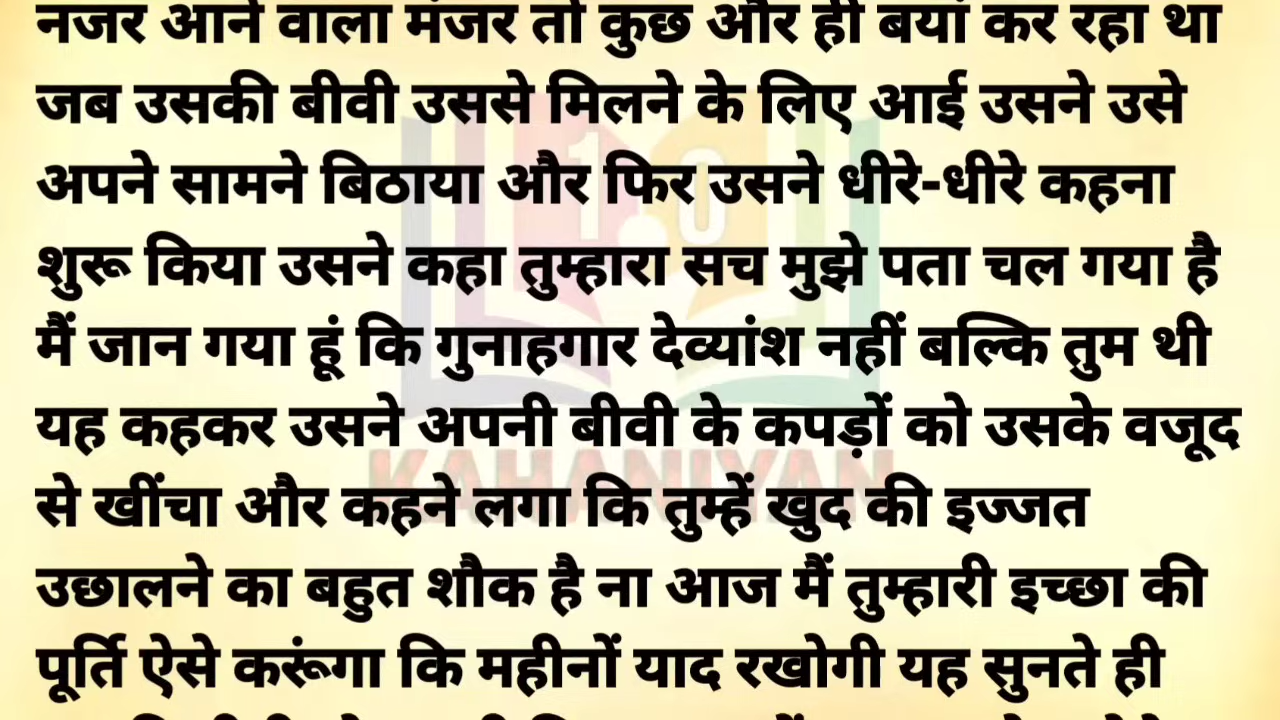 नजर आने वाला मंजर तो कुछ और ही बयां कर रहा था
जब उसकी बीवी उससे मिलने के लिए आई उसने उसे
अपने सामने बिठाया और फिर उसने धीरे-धीरे कहना
शुरू किया उसने कहा तुम्हारा सच मुझे पता चल गया है
मैं जान गया हूं कि गुनाहगार देव्यांश नहीं बल्कि तुम थी
यह कहकर उसने अपनी बीवी के कपड़ों को उसके वजूद
से खींचा और कहने लगा कि तुम्हें खुद की इज्जत
उछालने का बहुत शौक है ना आज मैं तुम्हारी इच्छा की
पूर्ति ऐसे करूंगा कि महीनों याद रखोगी यह सुनते ही
10
KAHANIYAN